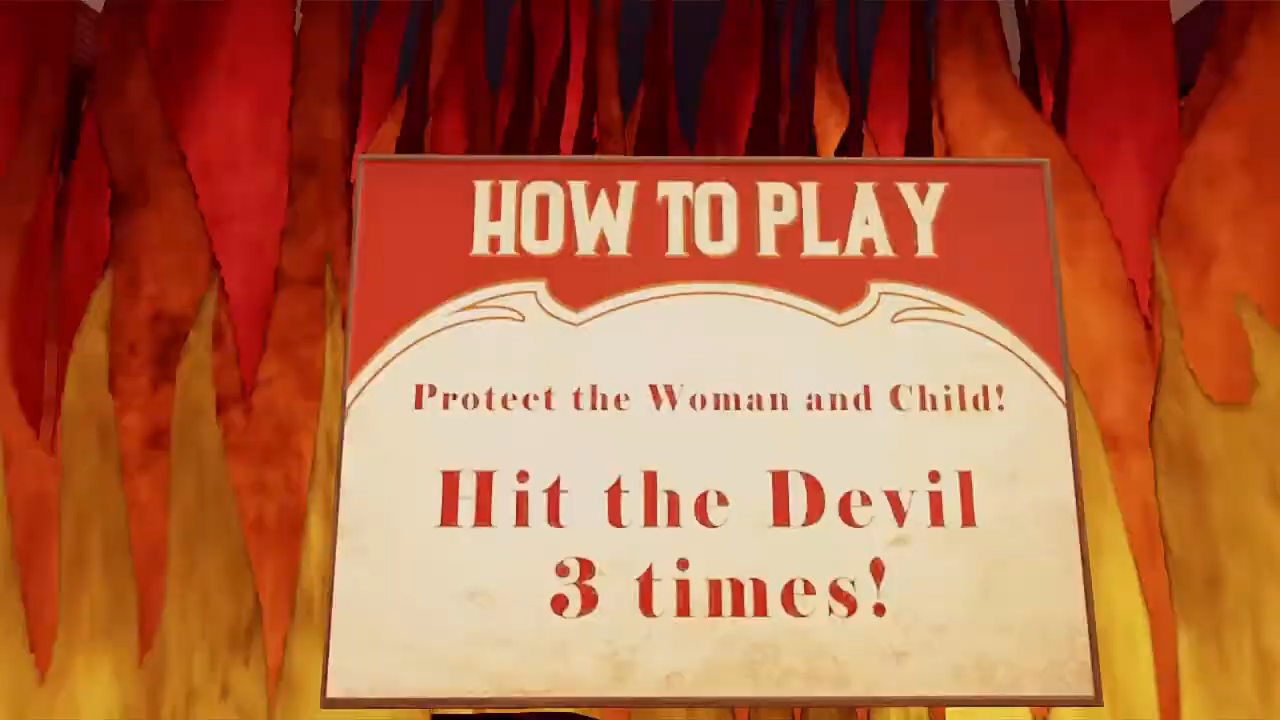 HOW TO PLAY
Protect the Woman and Child!
Hit the Devil
3 times!